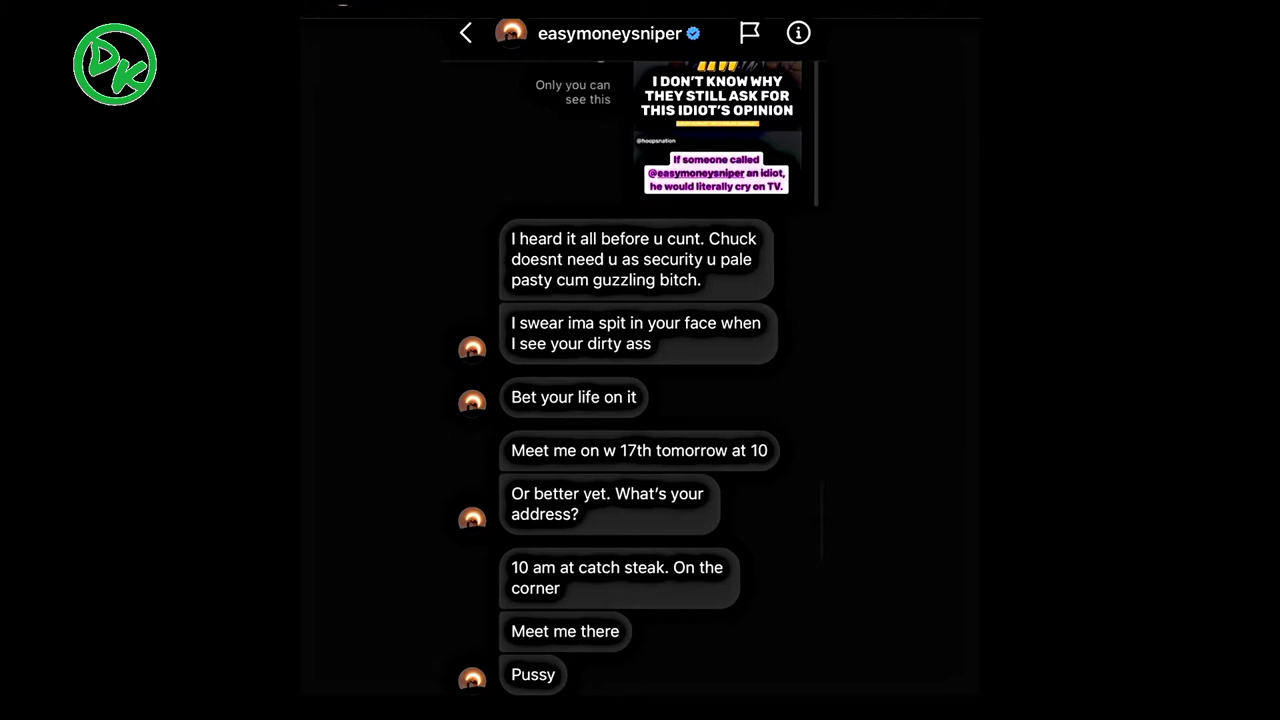 DK
easymoneysniper
Only you can
see this
I DON'T KNOW WHY
THEY STILL ASK FOR
THIS IDIOT'S OPINION
@hoopsnation
If someone called
@easymoneysniper an idiot,
he would literally cry on TV.
I heard it all before u cunt. Chuck
doesnt need u as security u pale
pasty cum guzzling bitch.
I swear ima spit in your face when
I see your dirty ass
Bet your life on it
Meet me on w 17th tomorrow at 10
Or better yet. What's your
address?
10 am at catch steak. On the
corner
Meet me there
Pussy